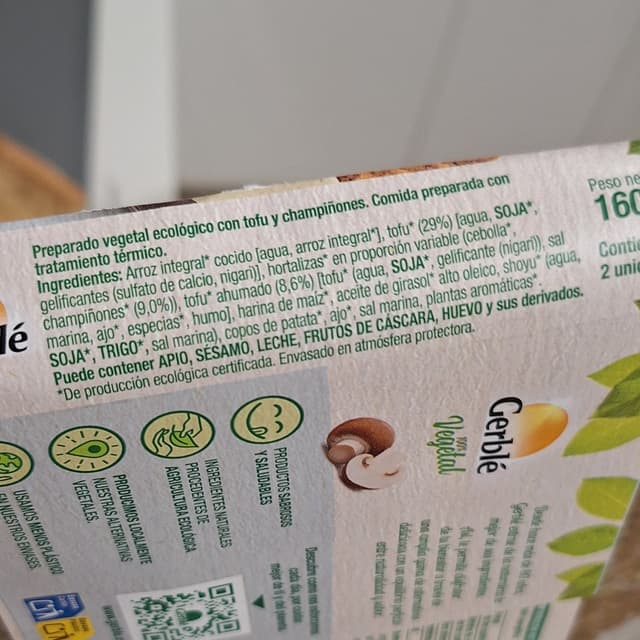 Preparado vegetal ecológico con tofu y champiñones. Comida preparada con
tratamiento térmico.
Ingredientes: Arroz integral* cocido [agua, arroz integral*], tofu* (29%) [agua, SOJA*,
gelificantes (sulfato de calcio, nigari)], hortalizas* en proporción variable (cebolla*,
champiñones* (9,0%)), tofu* ahumado (8,6%) [tofu* (agua, SOJA*, gelificante (nigari)), sal
marina, ajo*, especias*, humo], harina de maíz*, aceite de girasol* alto oleico, shoyu* (agua,
SOJA*, TRIGO*, sal marina), copos de patata*, ajo*, sal marina, plantas aromáticas*.
Puede contener APIO, SÉSAMO, LECHE, FRUTOS DE CÁSCARA, HUEVO y sus derivados.
*De producción ecológica certificada. Envasado en atmósfera protectora.
Peso ne
160
Conti
2 unid
lé
Gerblé
100%
Vegetal
PRODUCTOS SABROSOS
Y SALUDABLES
INGREDIENTES NATURALES
PROCEDENTES DE
AGRICULTURA ECOLÓGICA
PRODUCIMOS LOCALMENTE
NUESTRAS ALTERNATIVAS
VEGETALES.
USAMOS MENOS PLÁSTICO
EN NUESTROS ENVASES